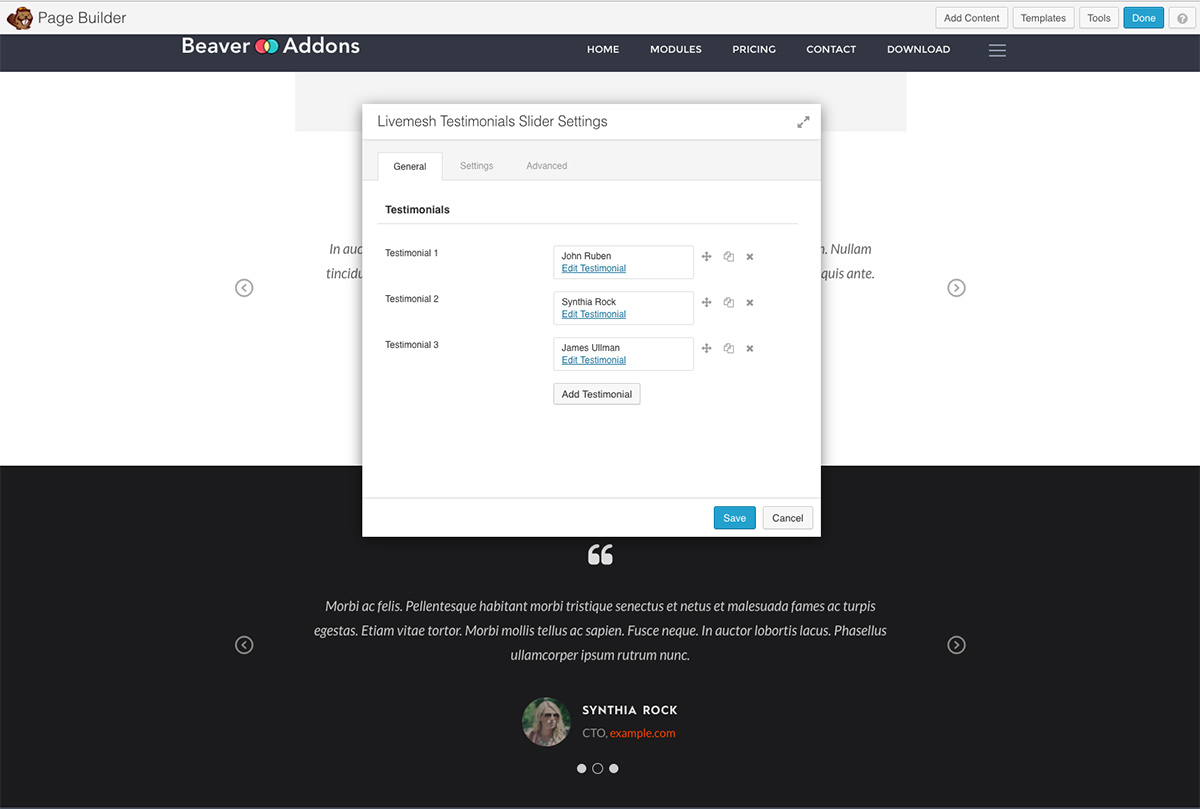 Page Builder
Add Content Templates Tools Done ?
Beaver Addons
HOME MODULES PRICING CONTACT DOWNLOAD
Livemesh Testimonials Slider Settings
General Settings Advanced
Testimonials
In auc
. Nullam
tincidu
quis ante.
Testimonial 1
John Ruben
Edit Testimonial
Testimonial 2
Synthia Rock
Edit Testimonial
Testimonial 3
James Ullman
Edit Testimonial
Add Testimonial
Save Cancel
Morbi ac felis. Pellentesque habitant morbi tristique senectus et netus et malesuada fames ac turpis
egestas. Etiam vitae tortor. Morbi mollis tellus ac sapien. Fusce neque. In auctor lobortis lacus. Phasellus
ullamcorper ipsum rutrum nunc.
SYNTHIA ROCK
CTO, example.com